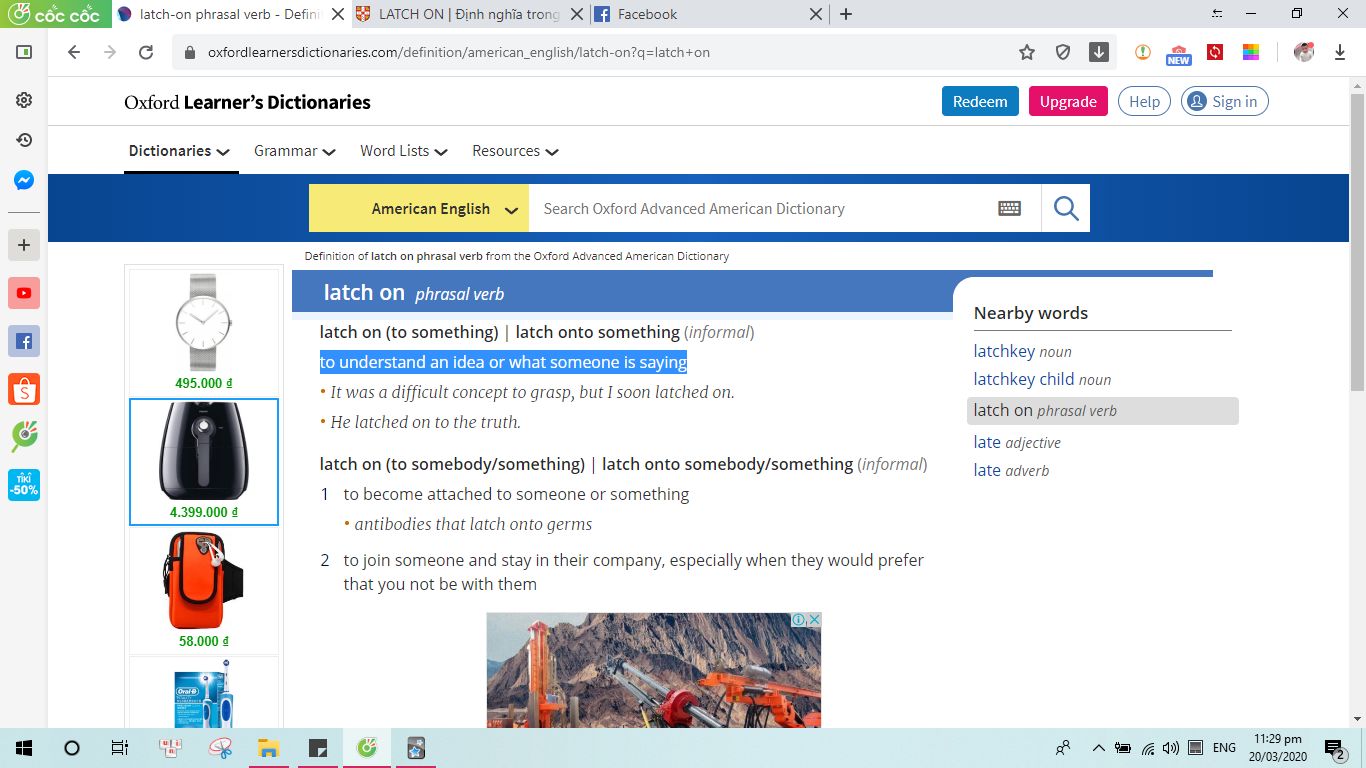 cốc cốc
latch-on phrasal verb - Defini
LATCH ON | Định nghĩa trong
Facebook
oxfordlearnersdictionaries.com/definition/american_english/latch-on?q=latch+on
NEW
Oxford Learner's Dictionaries
Redeem
Upgrade
Help
Sign in
Dictionaries
Grammar
Word Lists
Resources
American English
Search Oxford Advanced American Dictionary
Definition of latch on phrasal verb from the Oxford Advanced American Dictionary
latch on phrasal verb
latch on (to something) | latch onto something (informal)
to understand an idea or what someone is saying
• It was a difficult concept to grasp, but I soon latched on.
• He latched on to the truth.
latch on (to somebody/something) | latch onto somebody/something (informal)
1 to become attached to someone or something
• antibodies that latch onto germs
2 to join someone and stay in their company, especially when they would prefer
that you not be with them
Nearby words
latchkey noun
latchkey child noun
latch on phrasal verb
late adjective
late adverb
495.000 ₫
4.399.000 ₫
58.000 ₫
Oral-B
TIKI
-50%
ENG
11:29 pm
20/03/2020
2